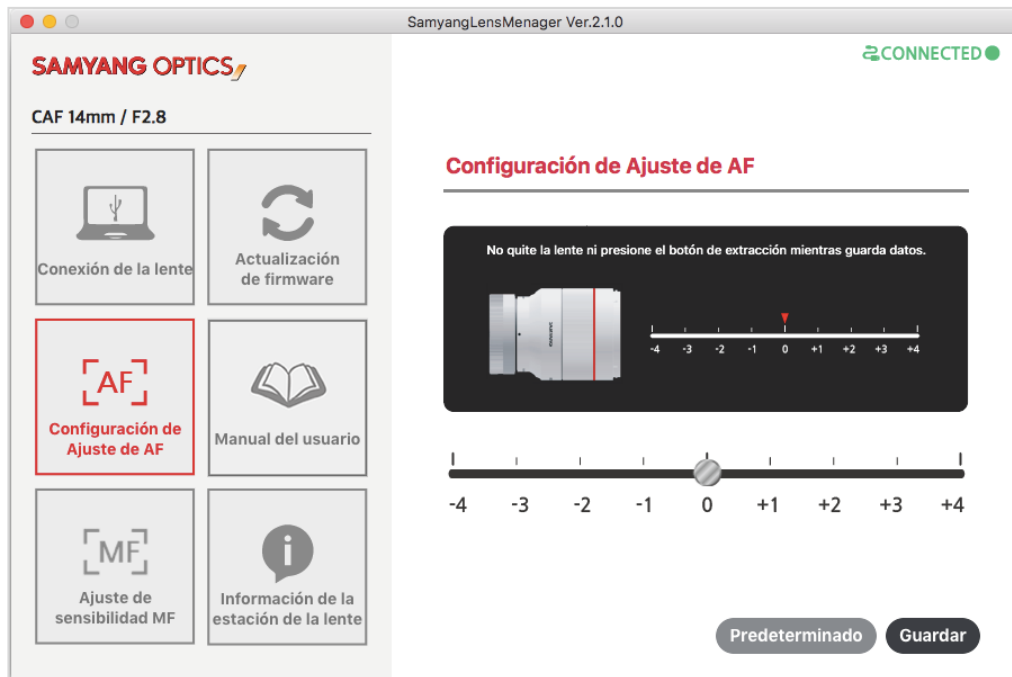 SamyangLensMenager Ver.2.1.0
CONNECTED
SAMYANG OPTICS
CAF 14mm / F2.8
Conexión de la lente
Actualización
de firmware
AF
Configuración de
Ajuste de AF
Manual del usuario
MF
Ajuste de
sensibilidad MF
Información de la
estación de la lente
Configuración de Ajuste de AF
No quite la lente ni presione el botón de extracción mientras guarda datos.
-4 -3 -2 -1 0 +1 +2 +3 +4
-4 -3 -2 -1 0 +1 +2 +3 +4
Predeterminado Guardar